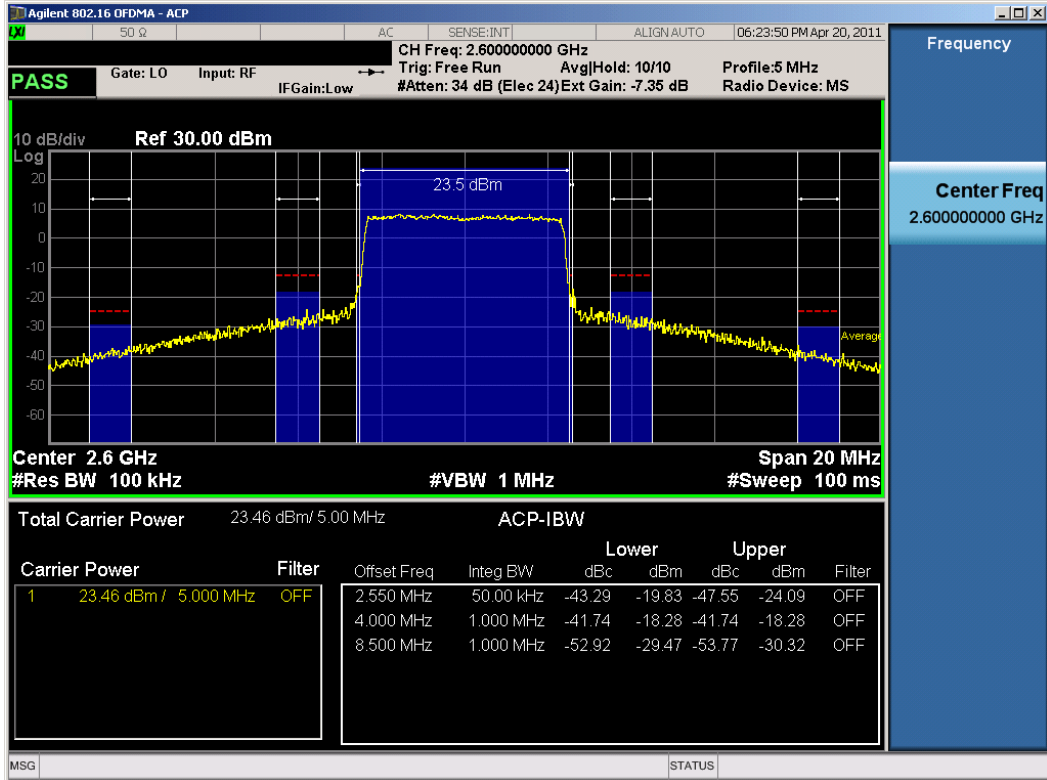 Agilent 802.16 OFDMA - ACP
LXI 50 Ω AC SENSE:INT ALIGN AUTO 06:23:50 PM Apr 20, 2011
CH Freq: 2.600000000 GHz
PASS Gate: LO Input: RF Trig: Free Run Avg|Hold: 10/10 Profile:5 MHz
IFGain:Low #Atten: 34 dB (Elec 24) Ext Gain: -7.35 dB Radio Device: MS
Frequency
Center Freq
2.600000000 GHz
10 dB/div Ref 30.00 dBm
Log
20
10
0
-10
-20
-30
-40
-50
-60
23.5 dBm
Average
Center 2.6 GHz Span 20 MHz
#Res BW 100 kHz #VBW 1 MHz #Sweep 100 ms
Total Carrier Power 23.46 dBm/ 5.00 MHz ACP-IBW
Lower Upper
Carrier Power Filter Offset Freq Integ BW dBc dBm dBc dBm Filter
1 23.46 dBm / 5.000 MHz OFF 2.550 MHz 50.00 kHz -43.29 -19.83 -47.55 -24.09 OFF
4.000 MHz 1.000 MHz -41.74 -18.28 -41.74 -18.28 OFF
8.500 MHz 1.000 MHz -52.92 -29.47 -53.77 -30.32 OFF
MSG STATUS